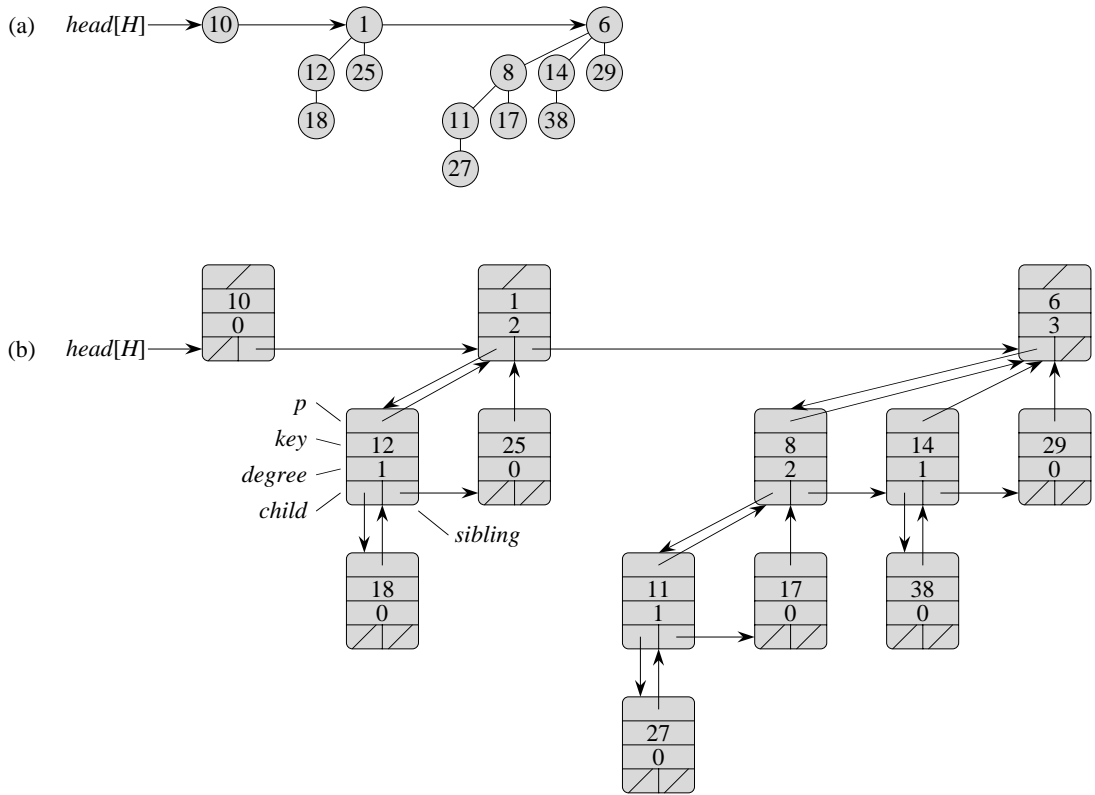 (a) head[H] 10 1 6
12 25 8 14 29
18 11 17 38
27
10 1 6
0 2 3
(b) head[H]
p
key 12 25 8 14 29
degree 1 0 2 1 0
child
sibling
18 11 17 38
0 1 0 0
27
0